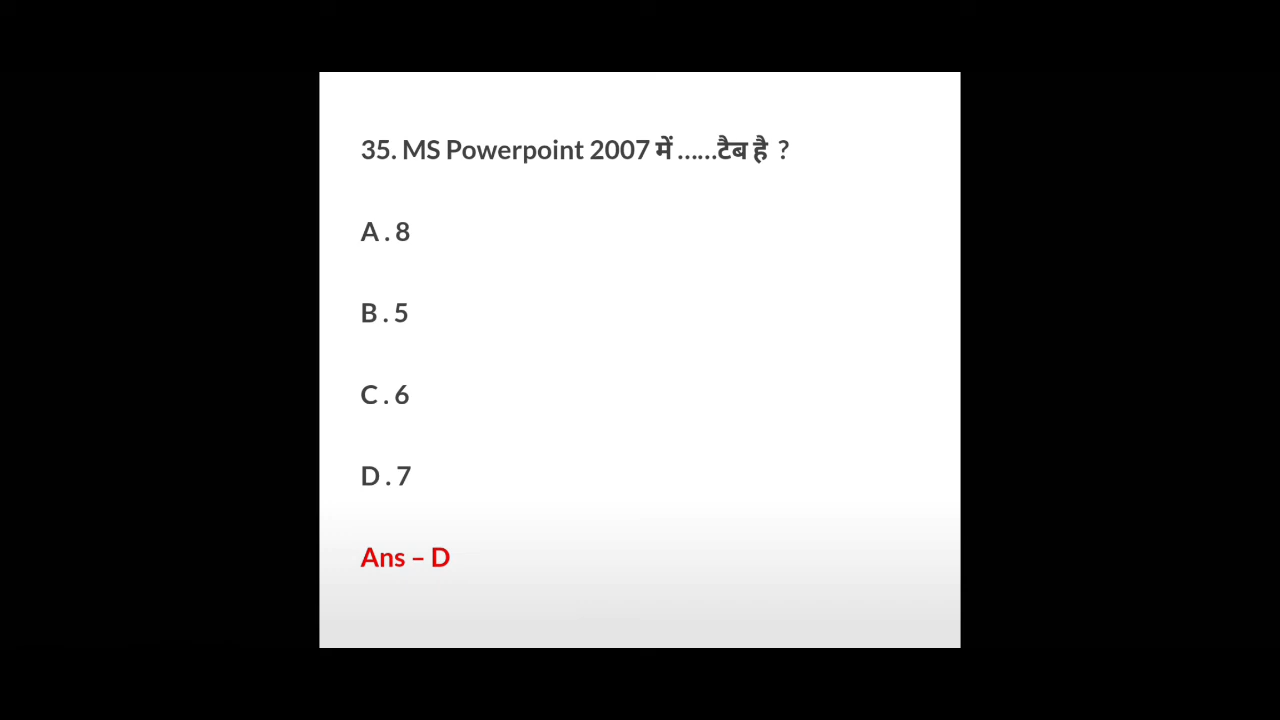 35. MS Powerpoint 2007 में ......टैब है ?
A . 8
B . 5
C . 6
D . 7
Ans – D